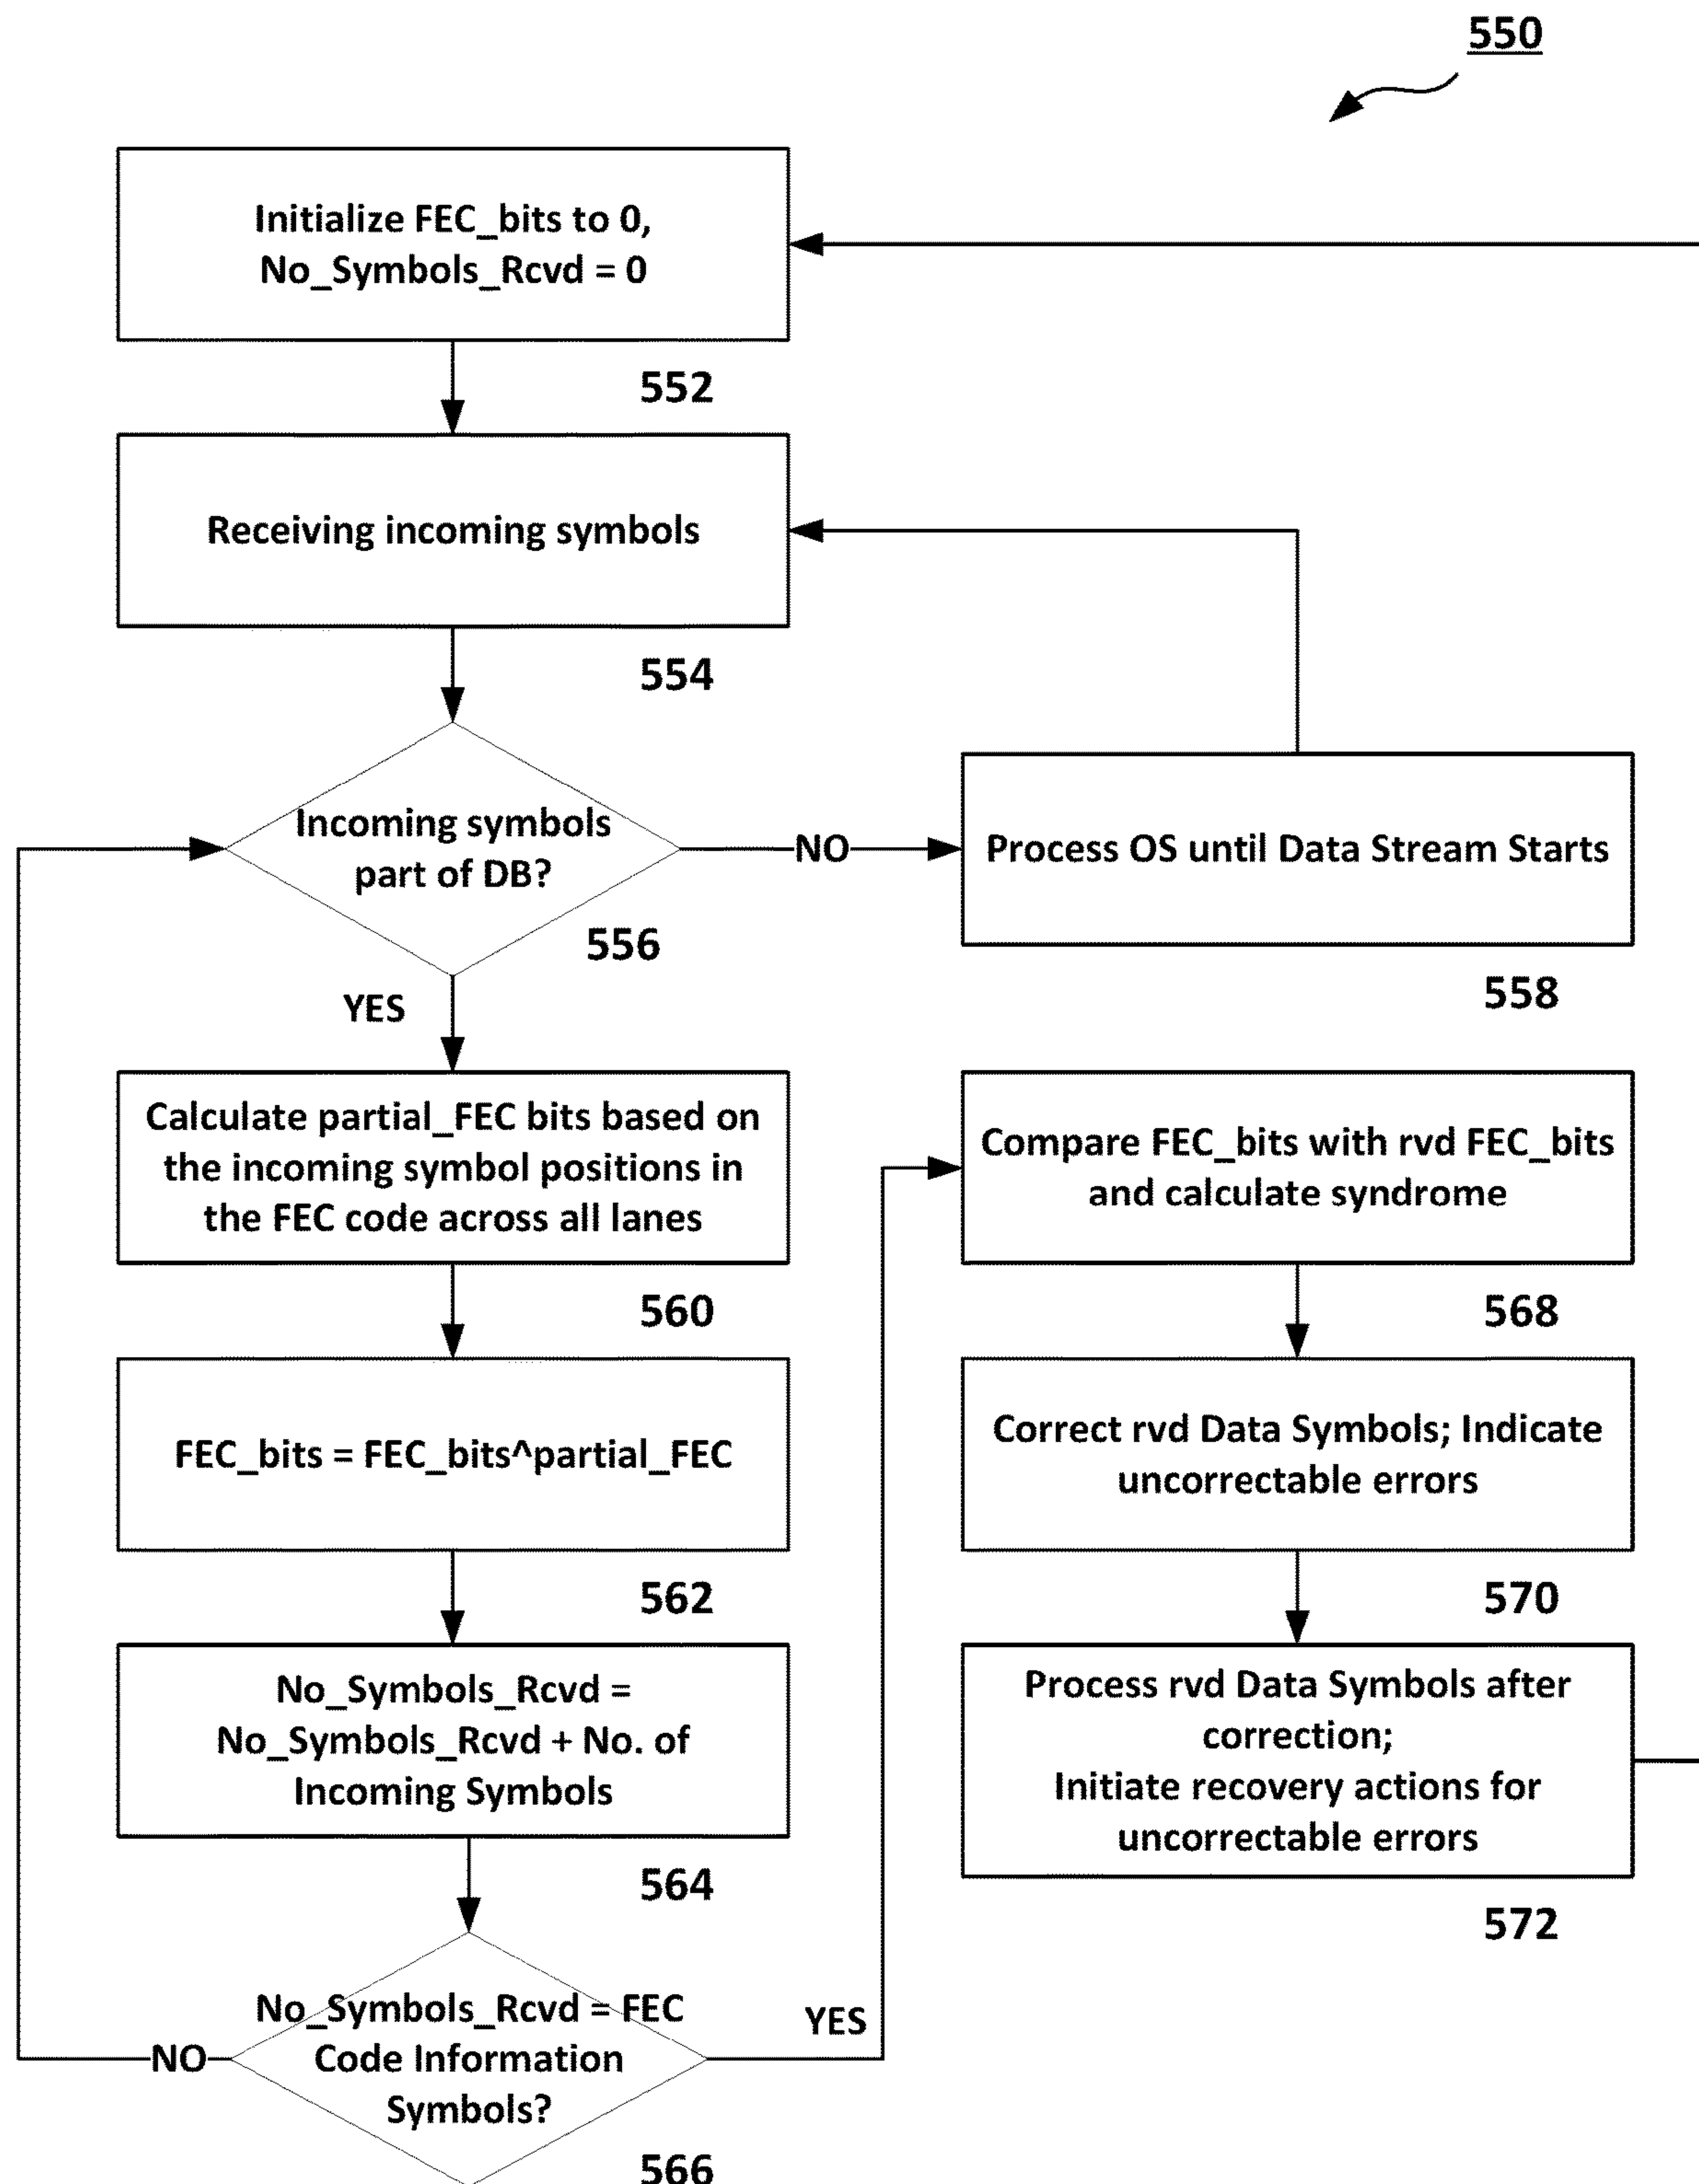 550
Initialize FEC_bits to 0,
No_Symbols_Rcvd = 0
552
Receiving incoming symbols
554
Incoming symbols
part of DB?
556
NO
Process OS until Data Stream Starts
558
YES
Calculate partial_FEC bits based on
the incoming symbol positions in
the FEC code across all lanes
560
FEC_bits = FEC_bits^partial_FEC
562
No_Symbols_Rcvd =
No_Symbols_Rcvd + No. of
Incoming Symbols
564
No_Symbols_Rcvd = FEC
Code Information
Symbols?
566
NO
YES
Compare FEC_bits with rvd FEC_bits
and calculate syndrome
568
Correct rvd Data Symbols; Indicate
uncorrectable errors
570
Process rvd Data Symbols after
correction;
Initiate recovery actions for
uncorrectable errors
572